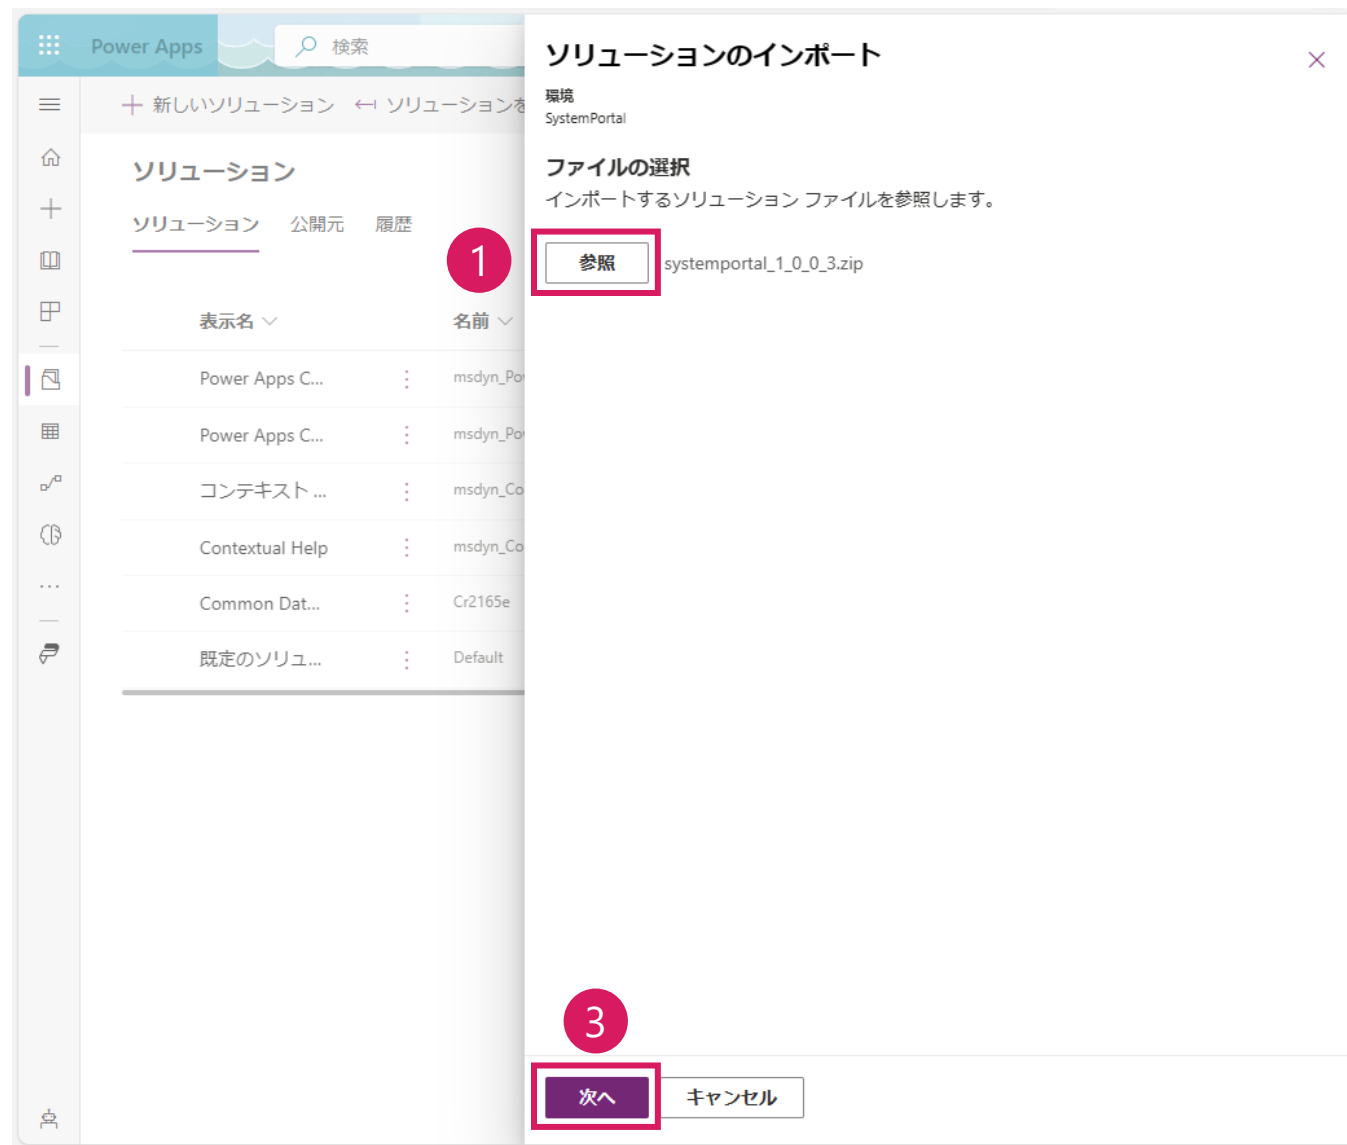 Power Apps
検索
新しいソリューション
ソリューションを
ソリューション
ソリューション 公開元 履歴
表示名 名前
Power Apps C... msdyn_Pow
Power Apps C... msdyn_Pow
コンテキスト ... msdyn_Co
Contextual Help msdyn_Co
Common Dat... Cr2165e
既定のソリュ... Default
ソリューションのインポート
環境
SystemPortal
ファイルの選択
インポートするソリューション ファイルを参照します。
1
参照 systemportal_1_0_0_3.zip
3
次へ キャンセル